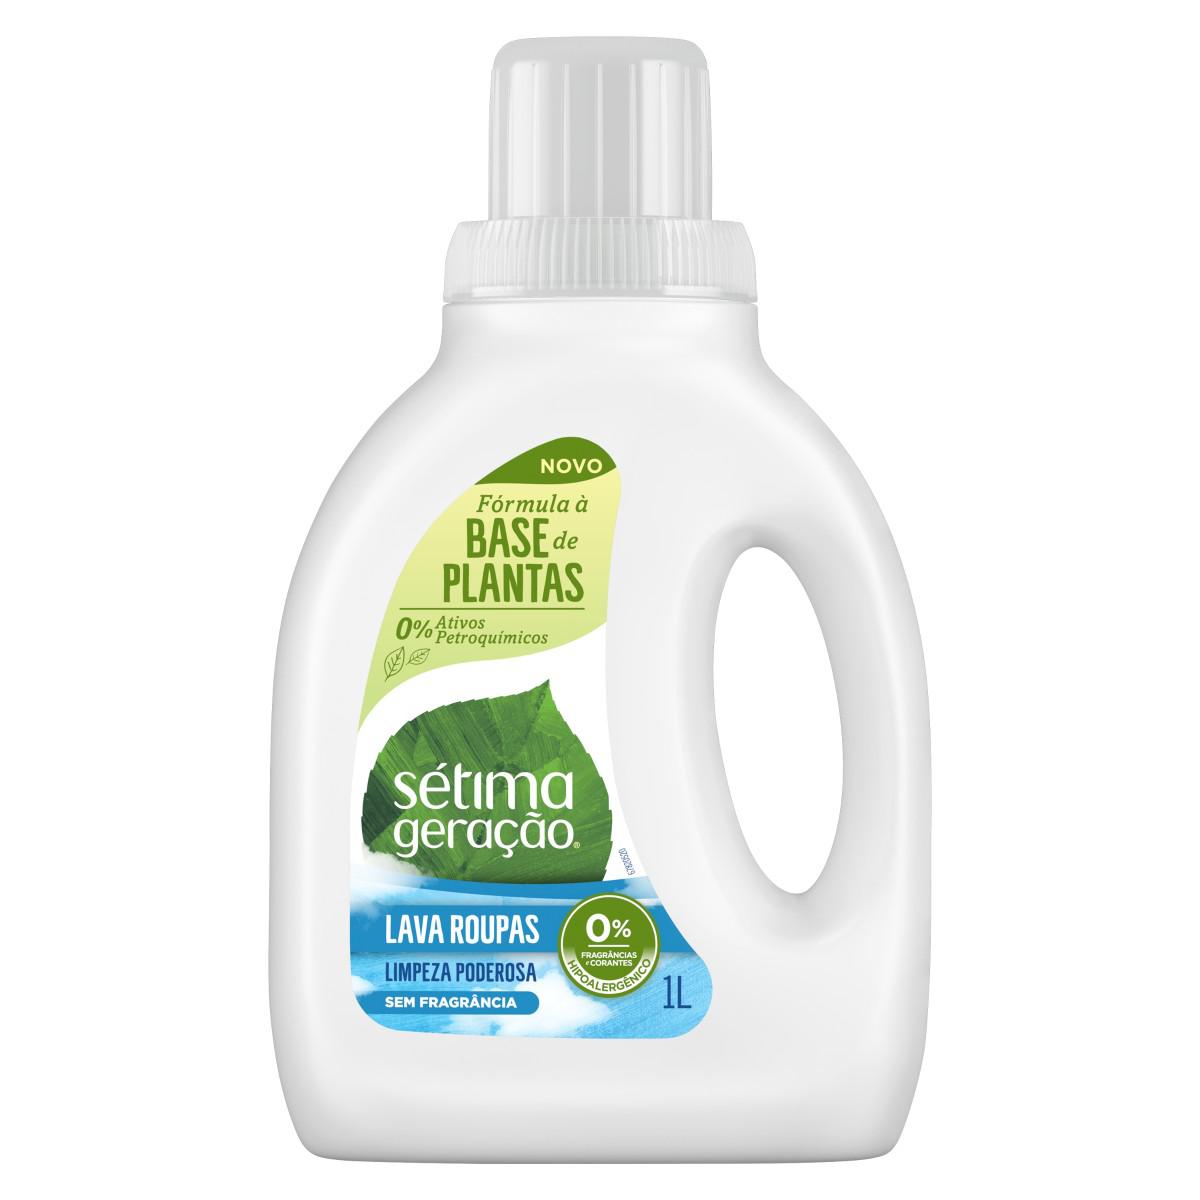 NOVO
Fórmula à
BASE de
PLANTAS
0% Ativos
Petroquímicos
sétima
geração®
LAVA ROUPAS
LIMPEZA PODEROSA
SEM FRAGRÂNCIA
0%
FRAGRÂNCIAS
e CORANTES
HIPOALERGÊNICO
1L